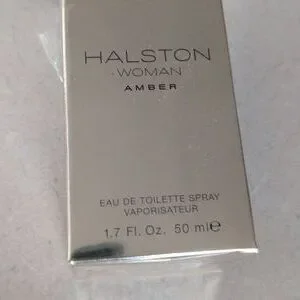 HALSTON
WOMAN
AMBER
EAU DE TOILETTE SPRAY
VAPORISATEUR
1.7 Fl. Oz. 50 ml℮